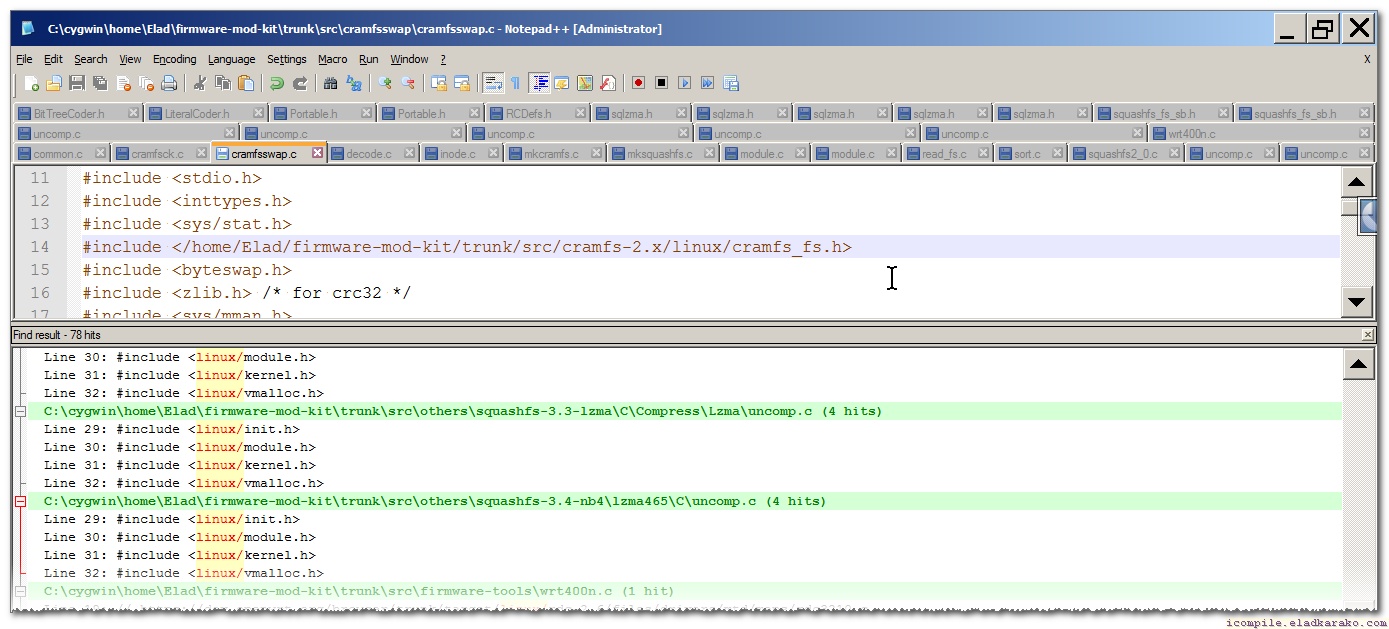 C:\cygwin\home\Elad\firmware-mod-kit\trunk\src\cramfsswap\cramfsswap.c - Notepad++ [Administrator]
File Edit Search View Encoding Language Settings Macro Run Window ? X
BitTreeCoder.h LiteralCoder.h Portable.h Portable.h RCDefs.h sqlzma.h sqlzma.h sqlzma.h sqlzma.h sqlzma.h squashfs_fs_sb.h squashfs_fs_sb.h
uncomp.c uncomp.c uncomp.c uncomp.c uncomp.c wrt400n.c
common.c cramfsck.c cramfsswap.c decode.c inode.c mkcramfs.c mksquashfs.c module.c module.c read_fs.c sort.c squashfs2_0.c uncomp.c uncomp.c
11 #include <stdio.h>
12 #include <inttypes.h>
13 #include <sys/stat.h>
14 #include </home/Elad/firmware-mod-kit/trunk/src/cramfs-2.x/linux/cramfs_fs.h>
15 #include <byteswap.h>
16 #include <zlib.h> /* for crc32 */
17 #include <sys/mman.h>
Find result - 78 hits
Line 30: #include <linux/module.h>
Line 31: #include <linux/kernel.h>
Line 32: #include <linux/vmalloc.h>
C:\cygwin\home\Elad\firmware-mod-kit\trunk\src\others\squashfs-3.3-lzma\C\Compress\Lzma\uncomp.c (4 hits)
Line 29: #include <linux/init.h>
Line 30: #include <linux/module.h>
Line 31: #include <linux/kernel.h>
Line 32: #include <linux/vmalloc.h>
C:\cygwin\home\Elad\firmware-mod-kit\trunk\src\others\squashfs-3.4-nb4\lzma465\C\uncomp.c (4 hits)
Line 29: #include <linux/init.h>
Line 30: #include <linux/module.h>
Line 31: #include <linux/kernel.h>
Line 32: #include <linux/vmalloc.h>
C:\cygwin\home\Elad\firmware-mod-kit\trunk\src\firmware-tools\wrt400n.c (1 hit)
icompile.eladkarako.com